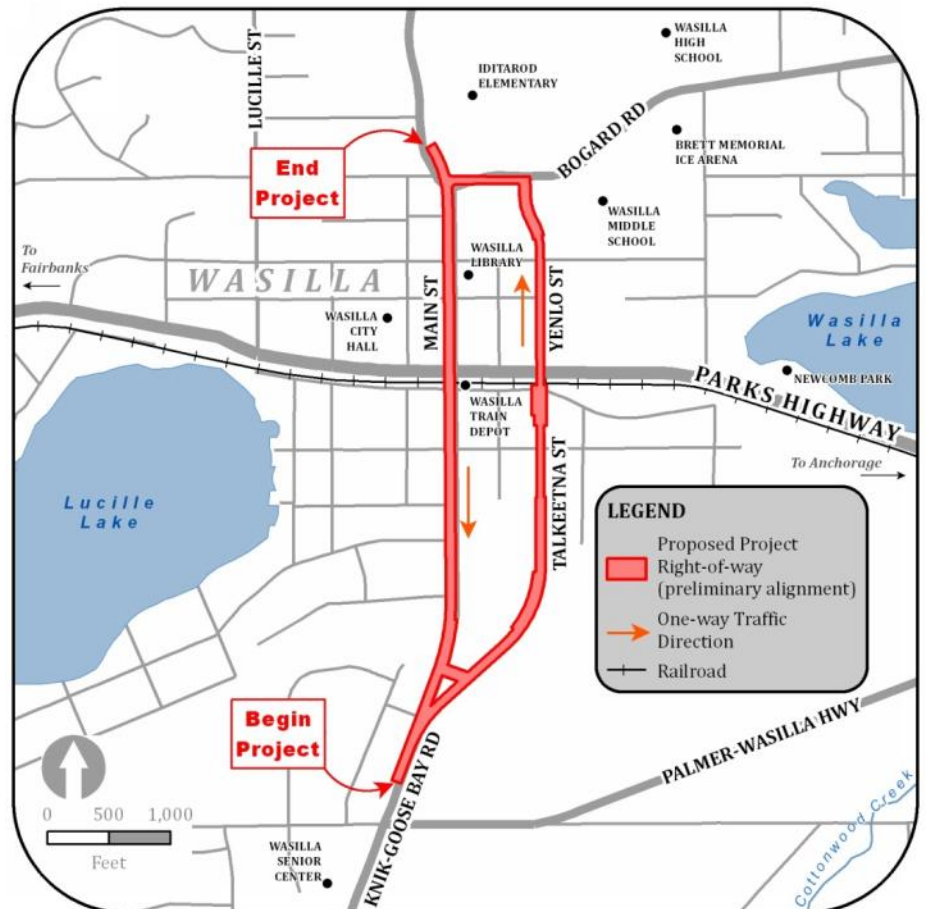 LUCILLE ST
IDITAROD
ELEMENTARY
WASILLA
HIGH
SCHOOL
BOGARD RD
BRETT MEMORIAL
ICE ARENA
End
Project
WASILLA
MIDDLE
SCHOOL
To
Fairbanks
WASILLA
WASILLA
LIBRARY
MAIN ST
YENLO ST
WASILLA
CITY
HALL
Wasilla
Lake
NEWCOMB PARK
PARKS HIGHWAY
WASILLA
TRAIN
DEPOT
To Anchorage
TALKEETNA ST
Lucille
Lake
LEGEND
Proposed Project
Right-of-way
(preliminary alignment)
One-way Traffic
Direction
Railroad
Begin
Project
KNIK-GOOSE BAY RD
PALMER-WASILLA HWY
Cottonwood Creek
0 500 1,000
Feet
WASILLA
SENIOR
CENTER